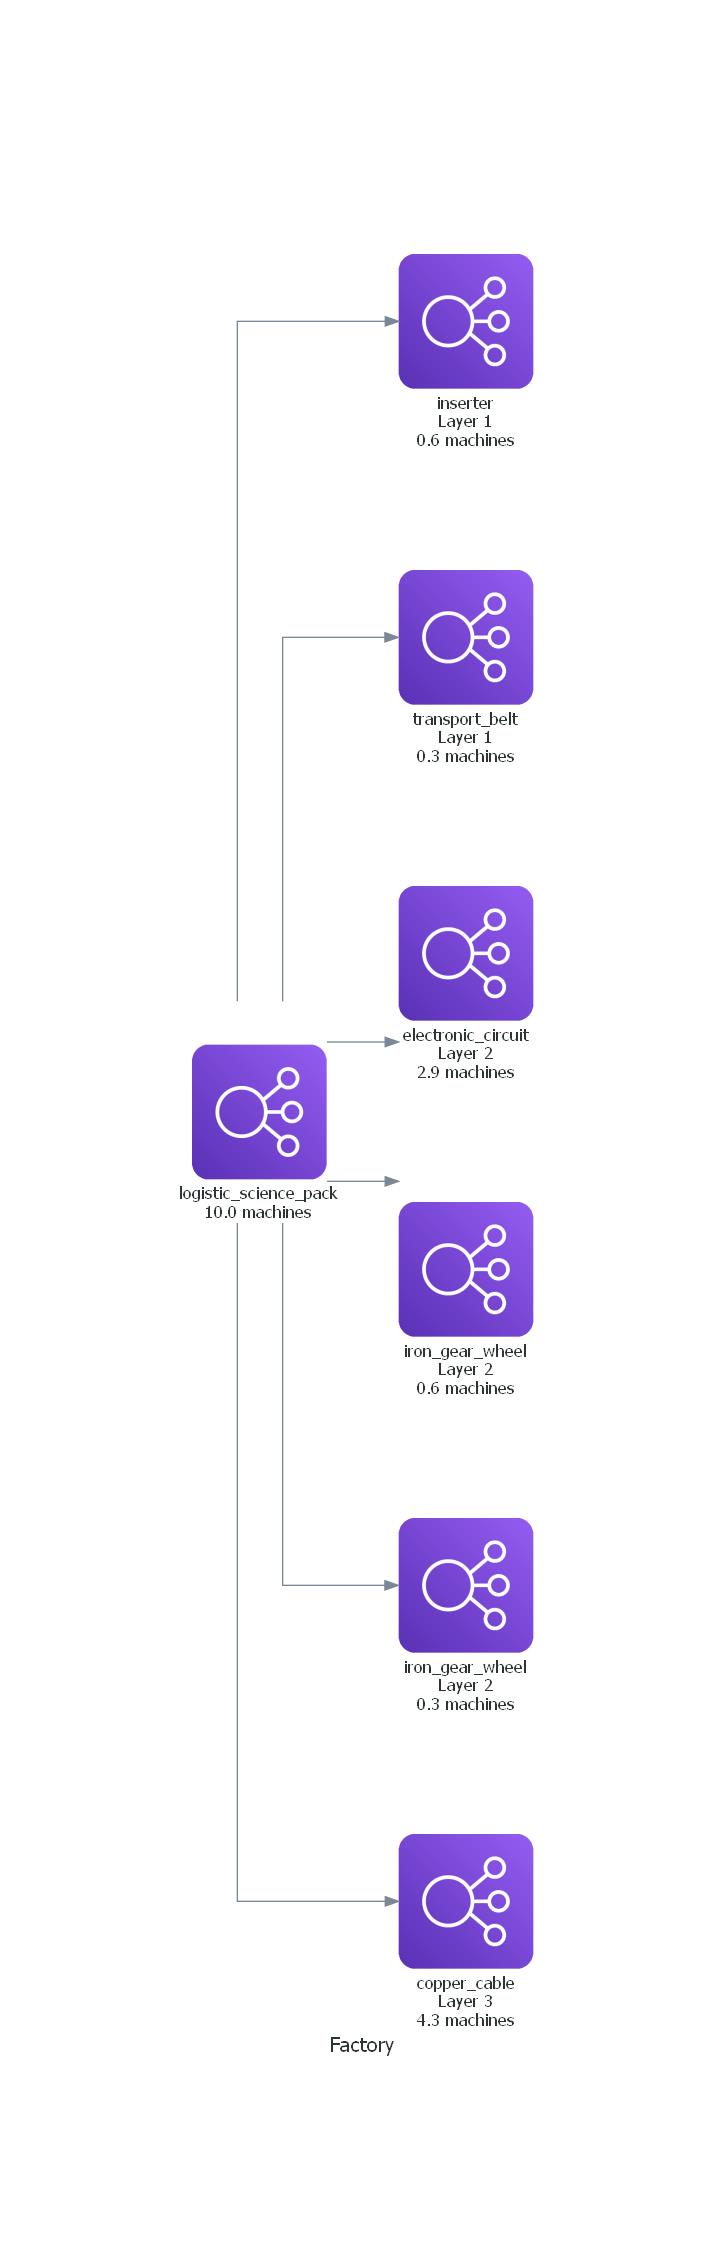 inserter
Layer 1
0.6 machines
transport_belt
Layer 1
0.3 machines
electronic_circuit
Layer 2
2.9 machines
logistic_science_pack
10.0 machines
iron_gear_wheel
Layer 2
0.6 machines
iron_gear_wheel
Layer 2
0.3 machines
copper_cable
Layer 3
4.3 machines
Factory